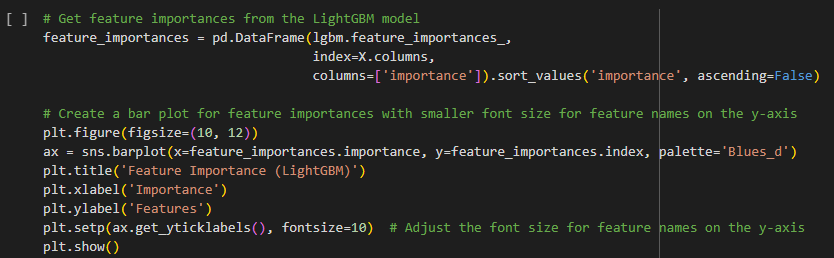 [ ] # Get feature importances from the LightGBM model
feature_importances = pd.DataFrame(lgbm.feature_importances_,
                                   index=X.columns,
                                   columns=['importance']).sort_values('importance', ascending=False)

# Create a bar plot for feature importances with smaller font size for feature names on the y-axis
plt.figure(figsize=(10, 12))
ax = sns.barplot(x=feature_importances.importance, y=feature_importances.index, palette='Blues_d')
plt.title('Feature Importance (LightGBM)')
plt.xlabel('Importance')
plt.ylabel('Features')
plt.setp(ax.get_yticklabels(), fontsize=10)  # Adjust the font size for feature names on the y-axis
plt.show()